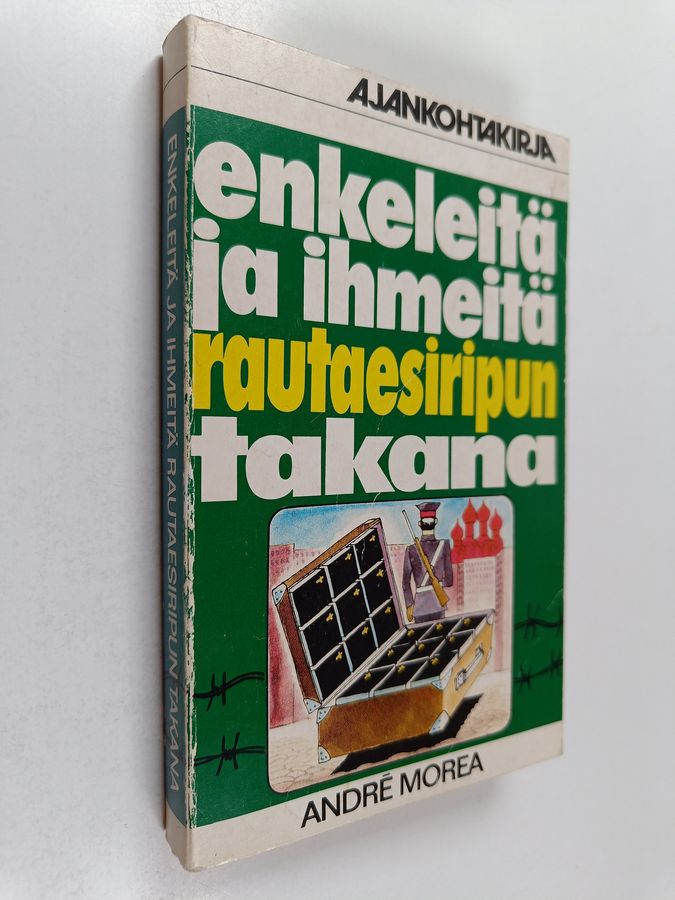 AJANKOHTAKIRJA
enkeleitä
ja ihmeitä
rautaesiripun
takana
ANDRÉ MOREA
ENKELEITÄ JA IHMEITÄ RAUTAESIRIPUN TAKANA